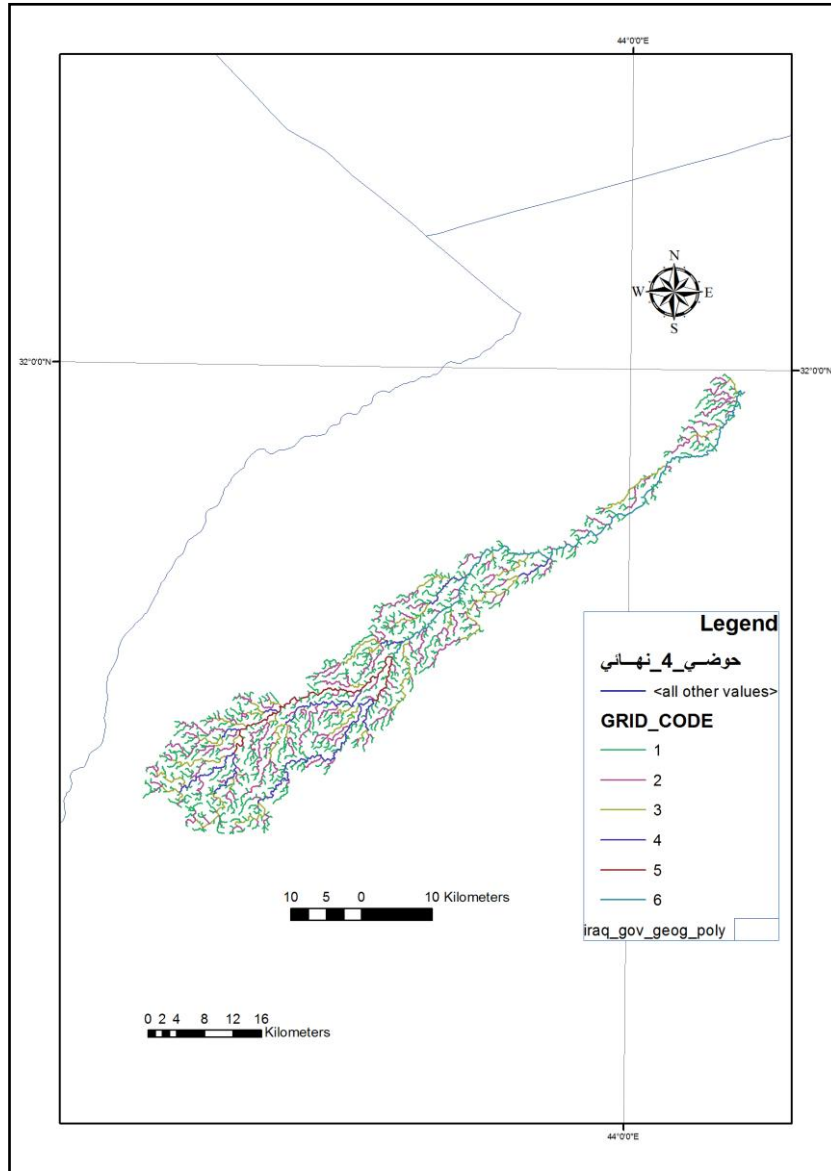 44°0'0"E
N
W E
S
32°0'0"N 32°0'0"N
Legend
حوضــي_4_نهــائي
<all other values>
GRID_CODE
1
2
3
4
5
6
iraq_gov_geog_poly
10 5 0 10 Kilometers
0 2 4 8 12 16 Kilometers
44°0'0"E